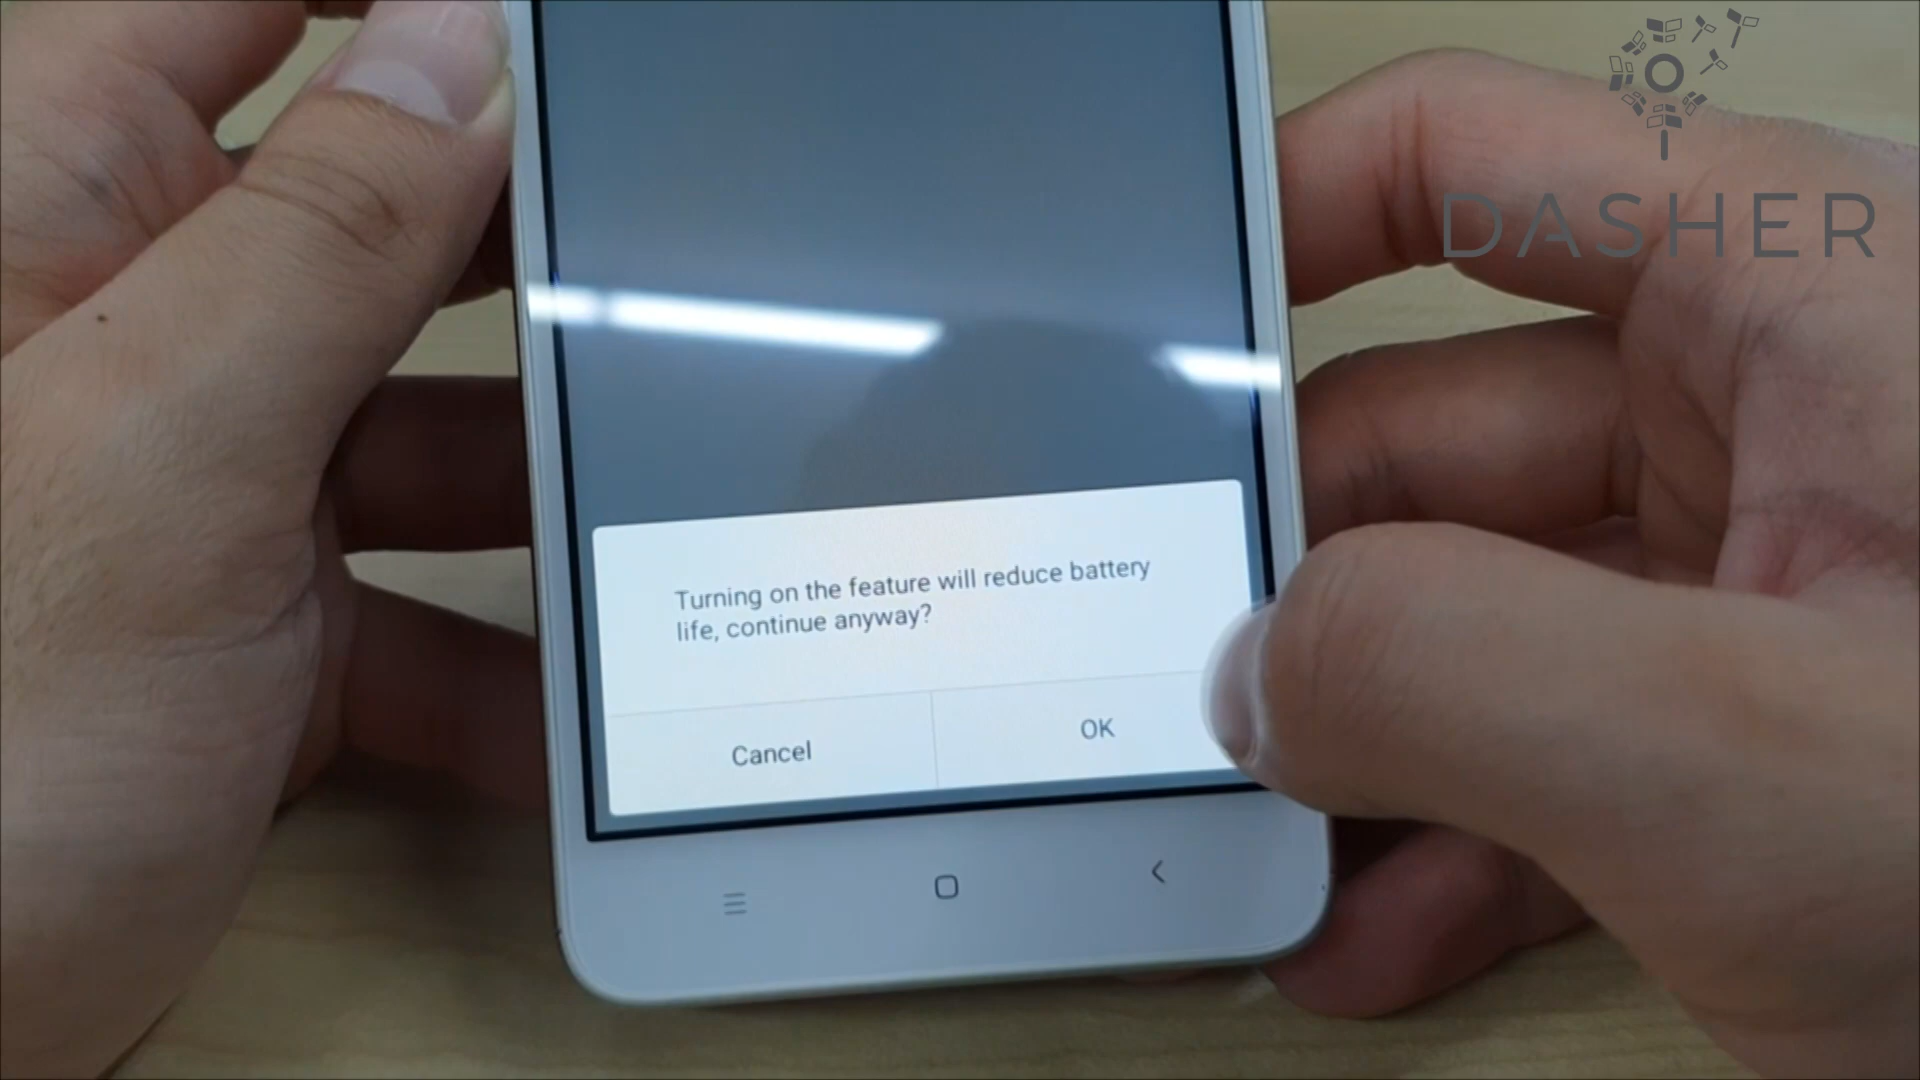 DASHER
Turning on the feature will reduce battery
life, continue anyway?
Cancel
OK